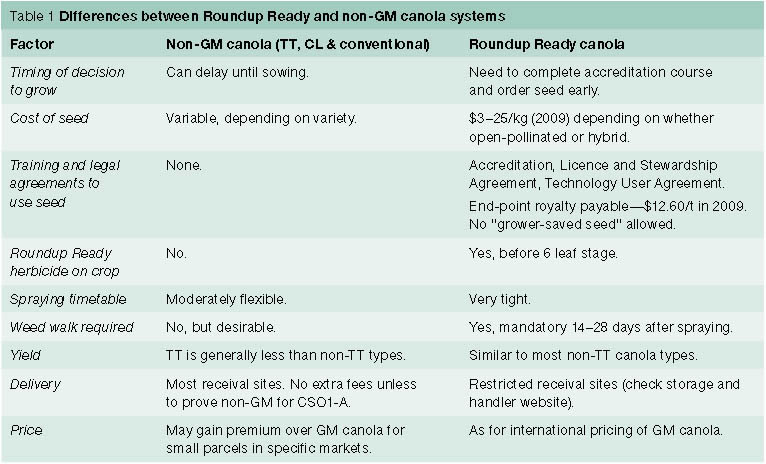 Table 1 Differences between Roundup Ready and non-GM canola systems
Factor Non-GM canola (TT, CL & conventional) Roundup Ready canola
Timing of decision Can delay until sowing. Need to complete accreditation course
to grow and order seed early.
Cost of seed Variable, depending on variety. $3–25/kg (2009) depending on whether
open-pollinated or hybrid.
Training and legal None. Accreditation, Licence and Stewardship
agreements to Agreement, Technology User Agreement.
use seed End-point royalty payable—$12.60/t in 2009.
No "grower-saved seed" allowed.
Roundup Ready No. Yes, before 6 leaf stage.
herbicide on crop
Spraying timetable Moderately flexible. Very tight.
Weed walk required No, but desirable. Yes, mandatory 14–28 days after spraying.
Yield TT is generally less than non-TT types. Similar to most non-TT canola types.
Delivery Most receival sites. No extra fees unless Restricted receival sites (check storage and
to prove non-GM for CSO1-A. handler website).
Price May gain premium over GM canola for As for international pricing of GM canola.
small parcels in specific markets.